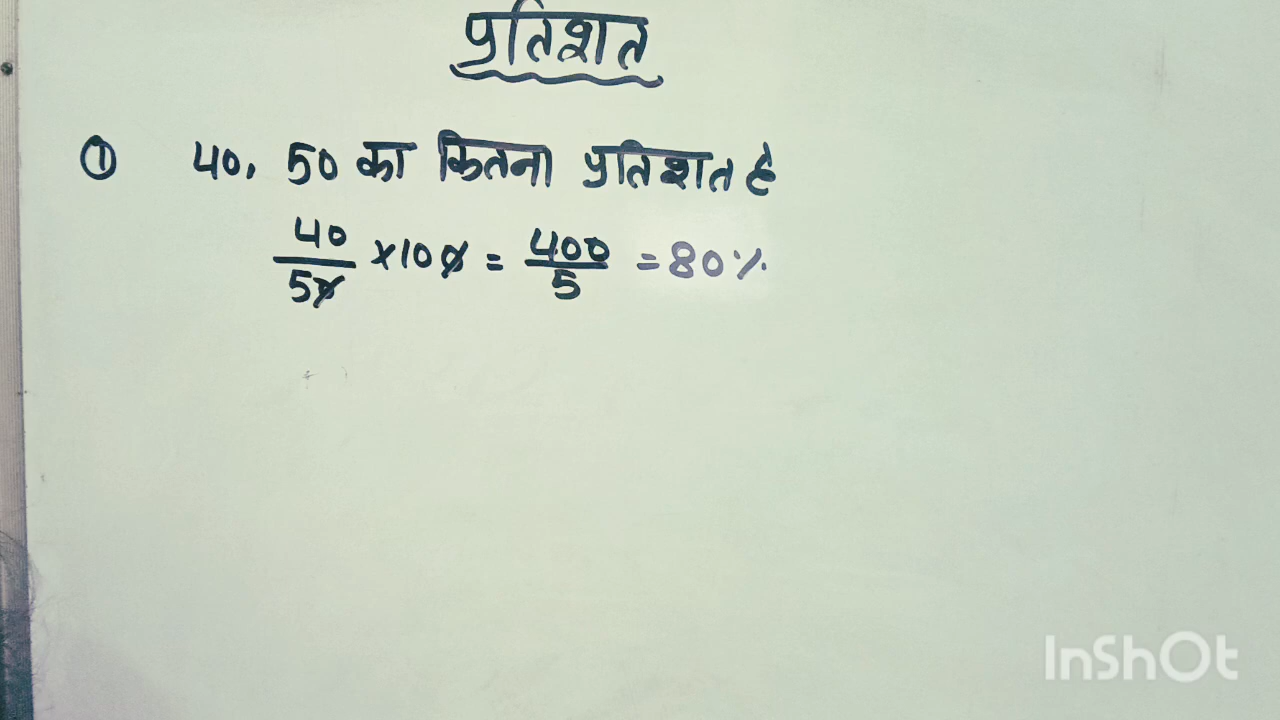 प्रतिशत
① 40, 50 का कितना प्रतिशत है
40/50 ×100 = 400/5 = 80%
InShOt